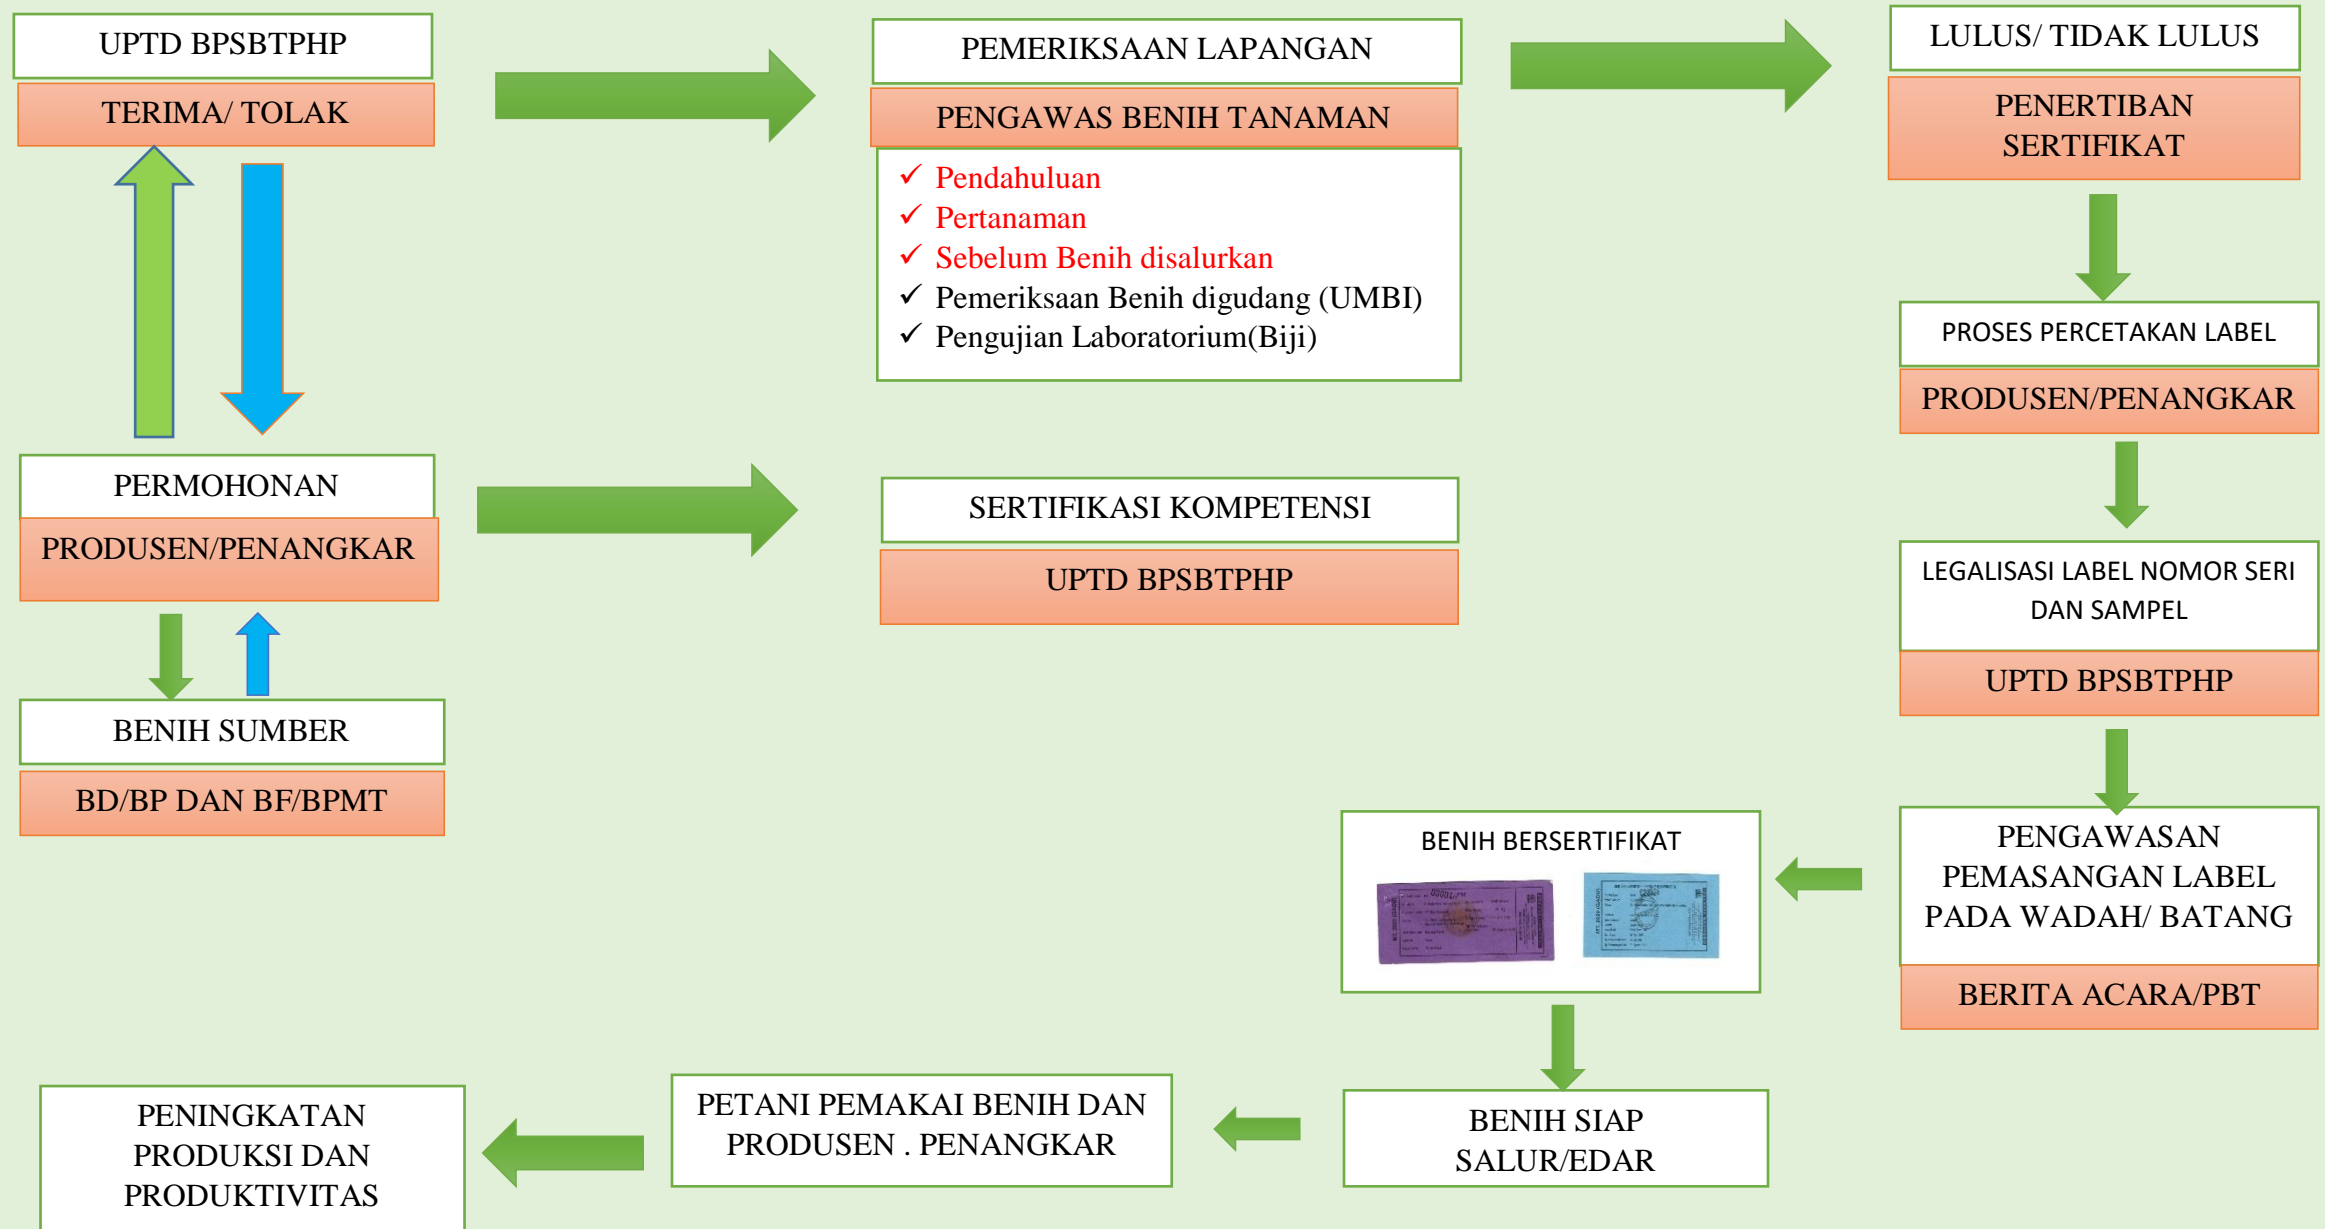 UPTD BPSBTPHP
TERIMA/ TOLAK
PEMERIKSAAN LAPANGAN
PENGAWAS BENIH TANAMAN
✓ Pendahuluan
✓ Pertanaman
✓ Sebelum Benih disalurkan
✓ Pemeriksaan Benih digudang (UMBI)
✓ Pengujian Laboratorium(Biji)
LULUS/ TIDAK LULUS
PENERTIBAN
SERTIFIKAT
PROSES PERCETAKAN LABEL
PRODUSEN/PENANGKAR
PERMOHONAN
PRODUSEN/PENANGKAR
SERTIFIKASI KOMPETENSI
UPTD BPSBTPHP
LEGALISASI LABEL NOMOR SERI
DAN SAMPEL
UPTD BPSBTPHP
BENIH SUMBER
BD/BP DAN BF/BPMT
PENGAWASAN
PEMASANGAN LABEL
PADA WADAH/ BATANG
BERITA ACARA/PBT
BENIH BERSERTIFIKAT
BENIH SIAP
SALUR/EDAR
PETANI PEMAKAI BENIH DAN
PRODUSEN . PENANGKAR
PENINGKATAN
PRODUKSI DAN
PRODUKTIVITAS